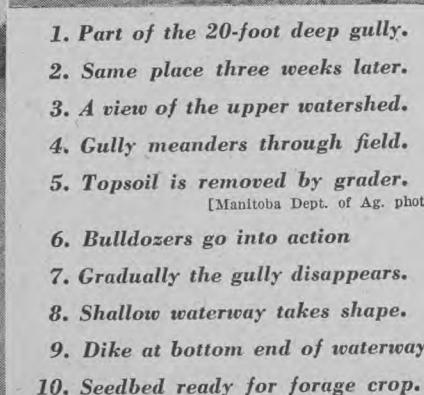 1. Part of the 20-foot deep gully.
2. Same place three weeks later.
3. A view of the upper watershed.
4. Gully meanders through field.
5. Topsoil is removed by grader.
[Manitoba Dept. of Ag. phot
6. Bulldozers go into action
7. Gradually the gully disappears.
8. Shallow waterway takes shape.
9. Dike at bottom end of waterway
10. Seedbed ready for forage crop.